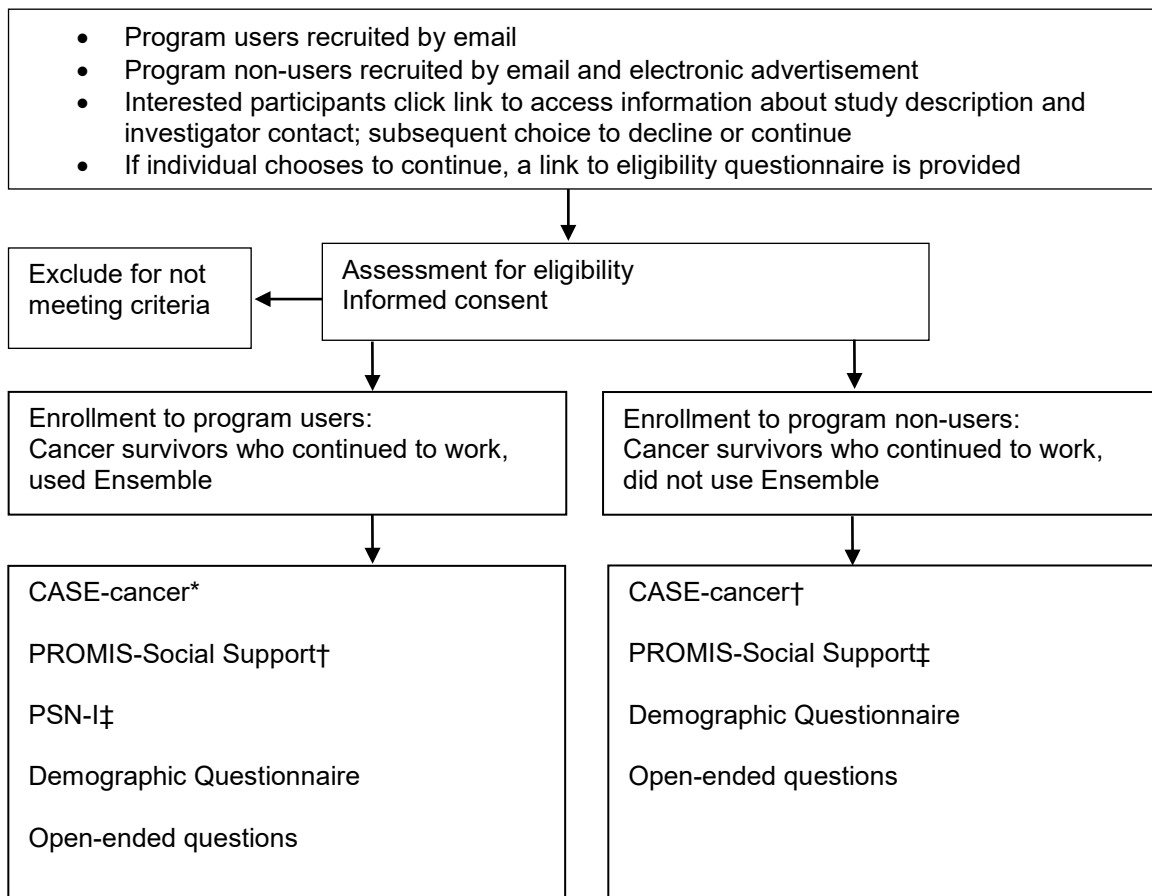 • Program users recruited by email
• Program non-users recruited by email and electronic advertisement
• Interested participants click link to access information about study description and
investigator contact; subsequent choice to decline or continue
• If individual chooses to continue, a link to eligibility questionnaire is provided
Exclude for not
meeting criteria
Assessment for eligibility
Informed consent
Enrollment to program users:
Cancer survivors who continued to work,
used Ensemble
Enrollment to program non-users:
Cancer survivors who continued to work,
did not use Ensemble
CASE-cancer*
PROMIS-Social Support†
PSN-I‡
Demographic Questionnaire
Open-ended questions
CASE-cancer†
PROMIS-Social Support‡
Demographic Questionnaire
Open-ended questions